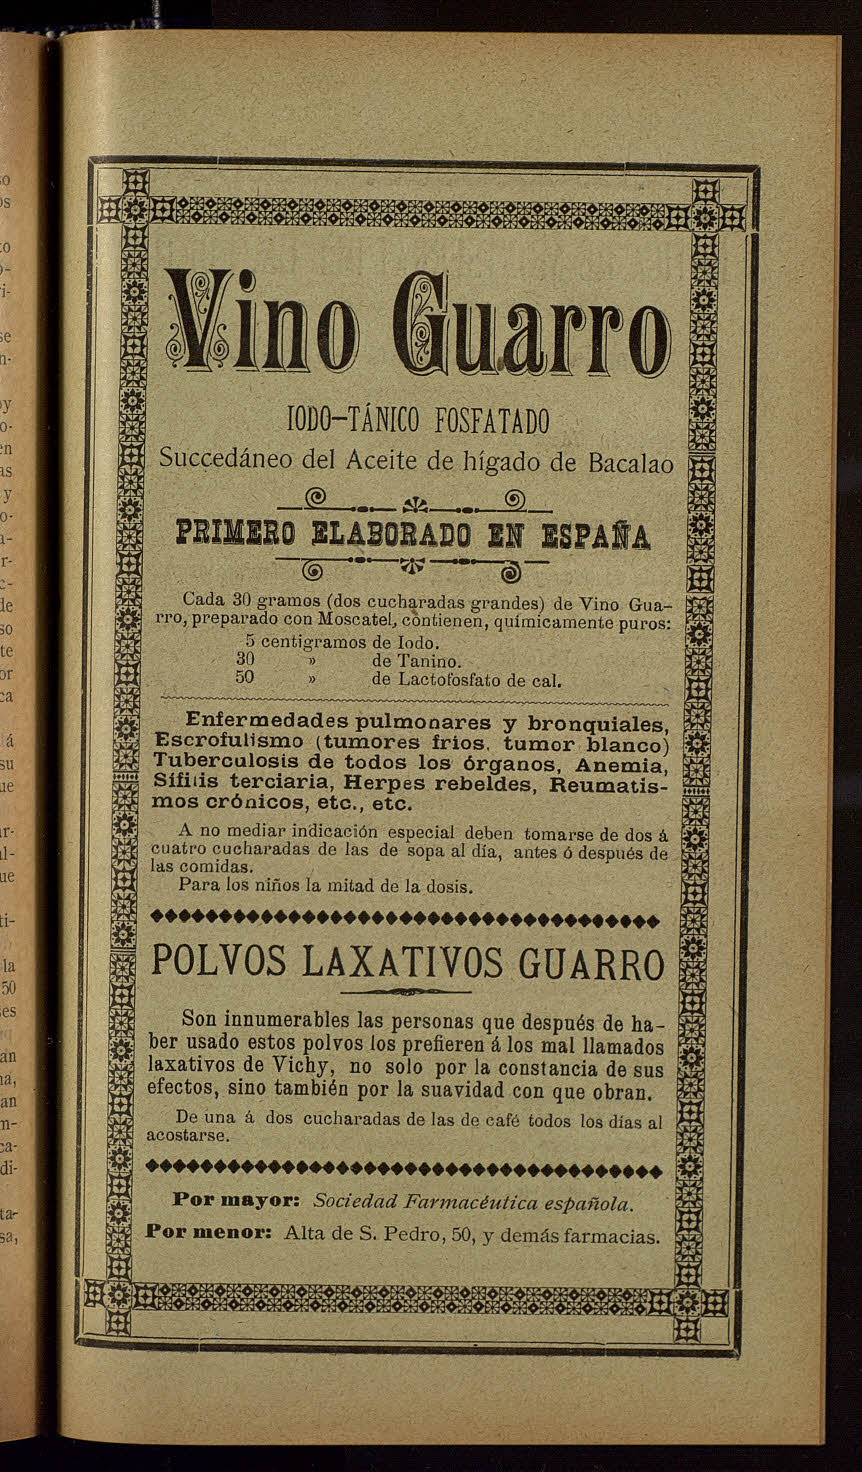 Vino Guarro
IODO-TÁNICO FOSFATADO
Succedáneo del Aceite de hígado de Bacalao
PRIMERO ELABORADO EN ESPAÑA
Cada 30 gramos (dos cucharadas grandes) de Vino Gua-
rro, preparado con Moscatel, contienen, químicamente puros:
5 centigramos de Iodo.
30 » de Tanino.
50 » de Lactofosfato de cal.
Enfermedades pulmonares y bronquiales,
Escrofulismo (tumores frios, tumor blanco)
Tuberculosis de todos los órganos, Anemia,
Sífilis terciaria, Herpes rebeldes, Reumatis-
mos crónicos, etc., etc.
A no mediar indicación especial deben tomarse de dos á
cuatro cucharadas de las de sopa al día, antes ó después de
las comidas.
Para los niños la mitad de la dosis.
POLVOS LAXATIVOS GUARRO
Son innumerables las personas que después de ha-
ber usado estos polvos los prefieren á los mal llamados
laxativos de Vichy, no solo por la constancia de sus
efectos, sino también por la suavidad con que obran.
De una á dos cucharadas de las de café todos los días al
acostarse.
Por mayor: Sociedad Farmacéutica española.
Por menor: Alta de S. Pedro, 50, y demás farmacias.